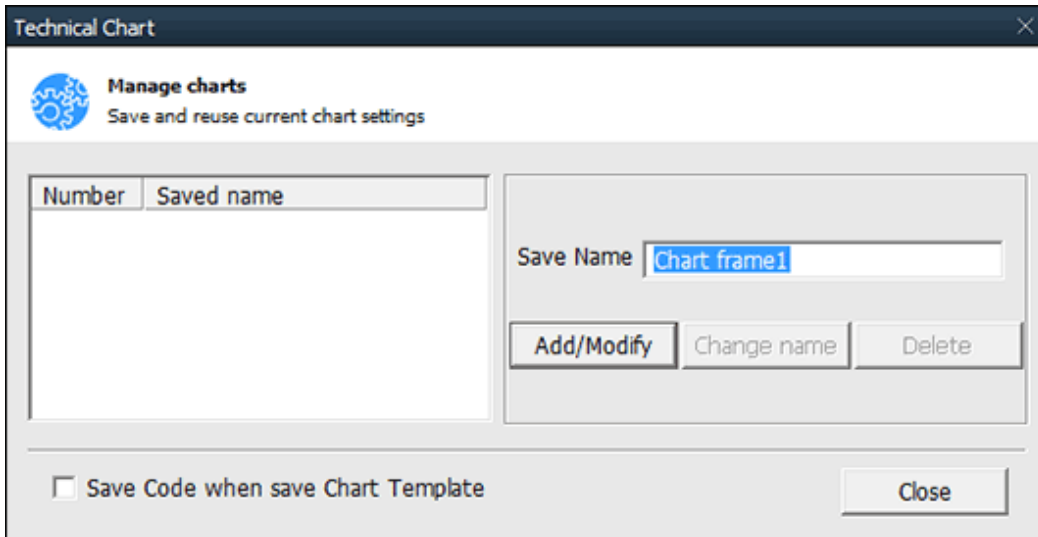 Technical Chart
Manage charts
Save and reuse current chart settings
Number Saved name
Save Name Chart frame1
Add/Modify Change name Delete
Save Code when save Chart Template
Close